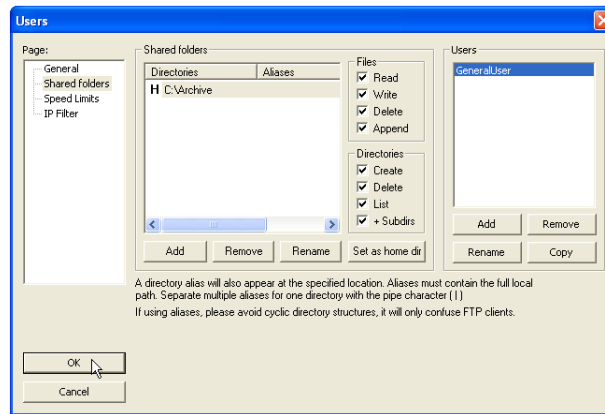 Users
Page:
General
Shared folders
Speed Limits
IP Filter
Shared folders
Directories Aliases
H C:\Archive
Files
Read
Write
Delete
Append
Directories
Create
Delete
List
+ Subdirs
Add Remove Rename Set as home dir
Users
GeneralUser
Add Remove
Rename Copy
A directory alias will also appear at the specified location. Aliases must contain the full local
path. Separate multiple aliases for one directory with the pipe character ( | )
If using aliases, please avoid cyclic directory structures, it will only confuse FTP clients.
OK
Cancel